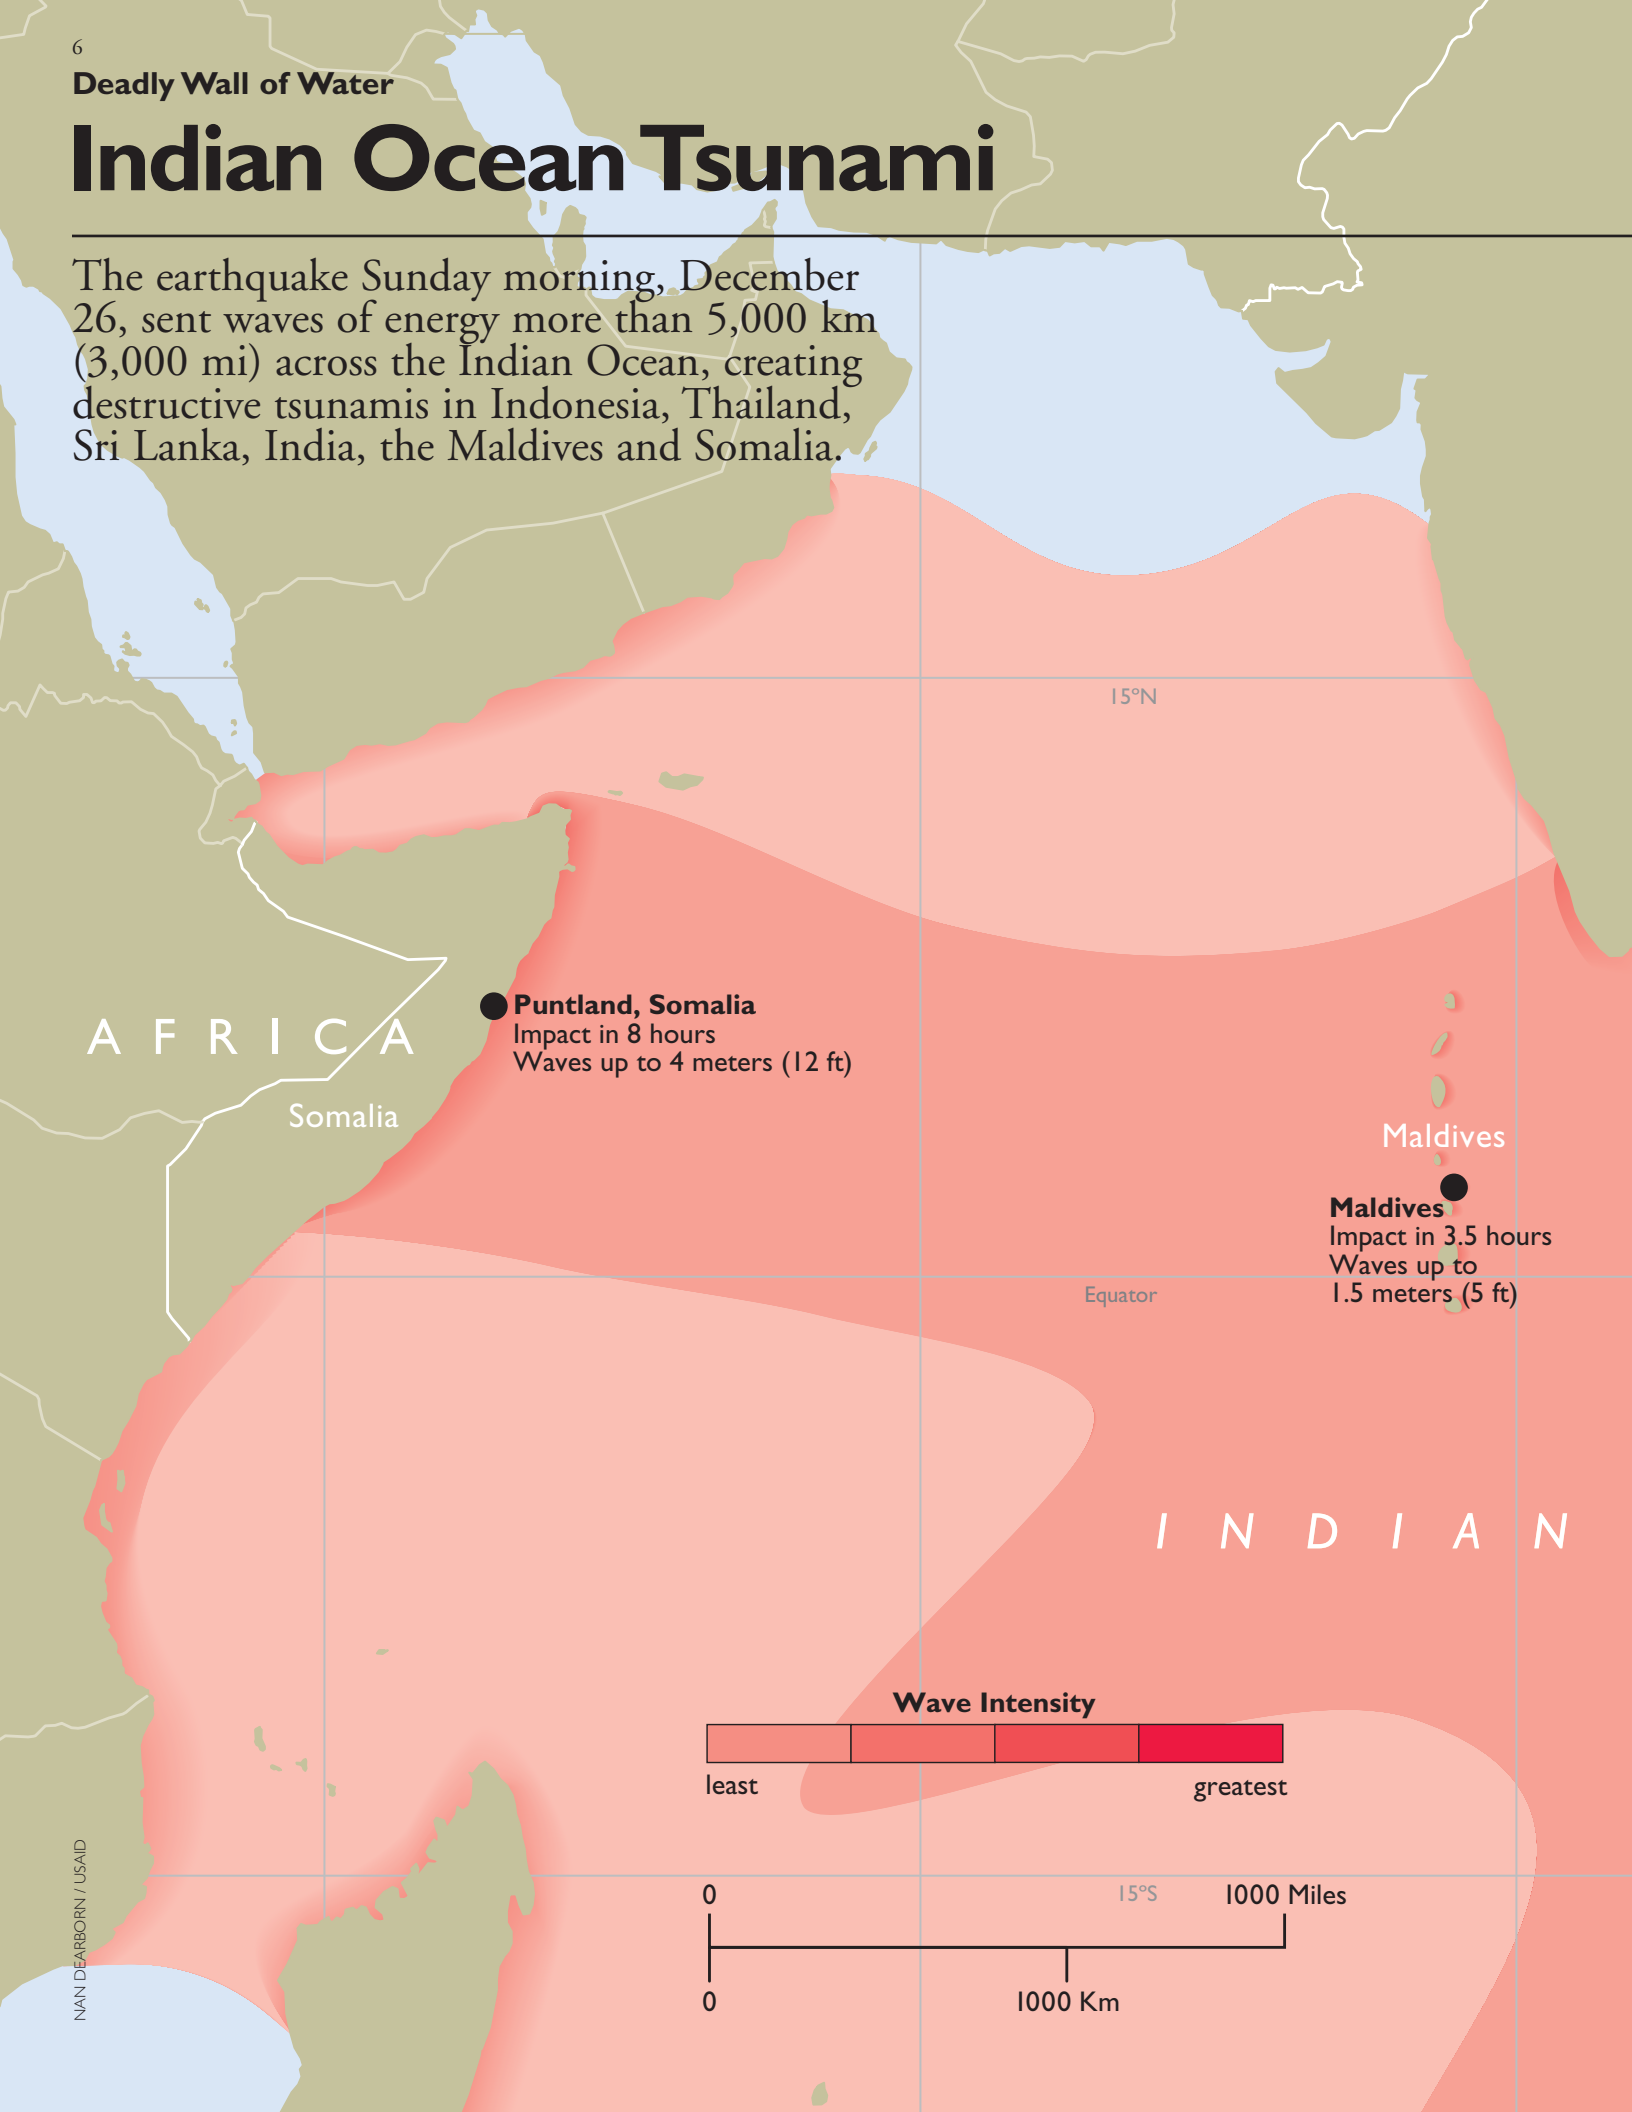 6
Deadly Wall of Water
Indian Ocean Tsunami
The earthquake Sunday morning, December
26, sent waves of energy more than 5,000 km
(3,000 mi) across the Indian Ocean, creating
destructive tsunamis in Indonesia, Thailand,
Sri Lanka, India, the Maldives and Somalia.
15ºN
Puntland, Somalia
Impact in 8 hours
Waves up to 4 meters (12 ft)
AFRICA
Somalia
Maldives
Maldives
Impact in 3.5 hours
Waves up to
1.5 meters (5 ft)
Equator
INDIAN
Wave Intensity
least greatest
15ºS
0 1000 Miles
0 1000 Km
NAN DEARBORN / USAID